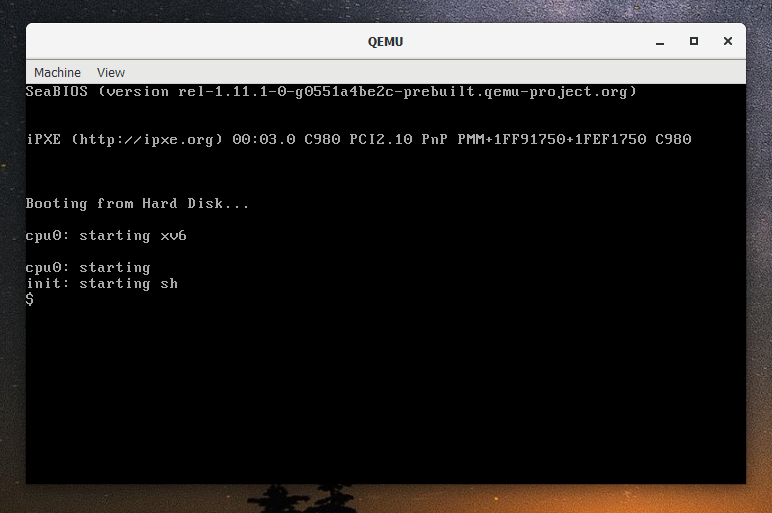 QEMU
Machine View
SeaBIOS (version rel-1.11.1-0-g0551a4be2c-prebuilt.qemu-project.org)
iPXE (http://ipxe.org) 00:03.0 C980 PCI2.10 PnP PMM+1FF91750+1FEF1750 C980
Booting from Hard Disk...
cpu0: starting xv6
cpu0: starting
init: starting sh
$